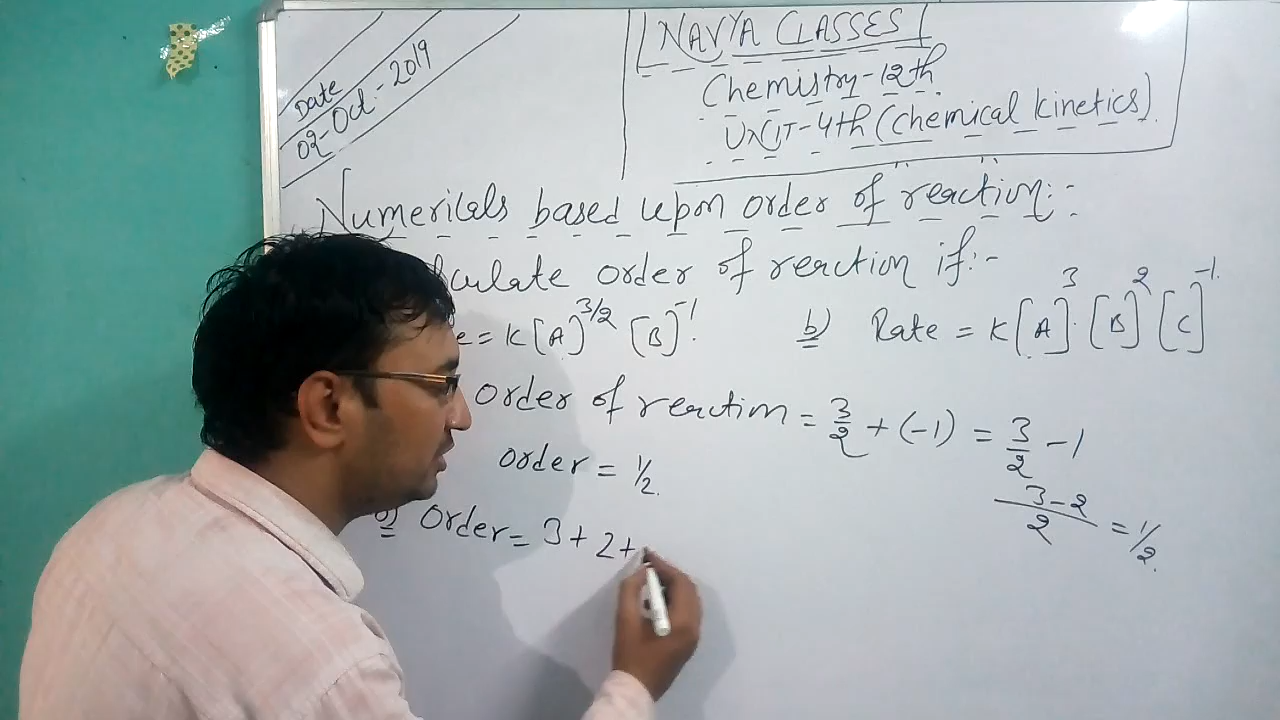 Date
02-Oct.-2019
NAVYA CLASSES
Chemistry-12th.
UNIT-4th (Chemical kinetics).
Numericals based upon order of reaction:-
culate order of reaction if:-
e = K[A]^3/2 [B]^-1. b) Rate = K[A]^3.[B]^2 [C]^-1.
Order of reaction = 3/2 + (-1) = 3/2 - 1
3-2/2 = 1/2.
order = 1/2.
Order = 3+2+